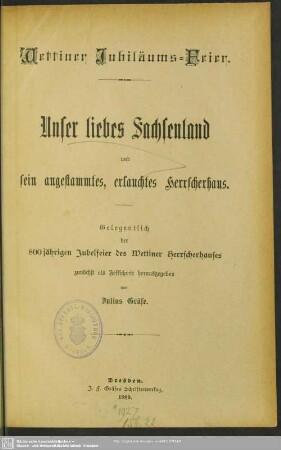 Wettiner Jubiläums-Feier.
Unser liebes Sachsenland
und
sein angestammtes, erlauchtes Herrscherhaus.
Gelegentlich
der
800jährigen Jubelfeier des Wettiner Herrscherhauses
zunächst als Festschrift herausgegeben
von
Julius Gräfe.
Dresden.
J. F. Gräfes Schriftenverlag.
1889.